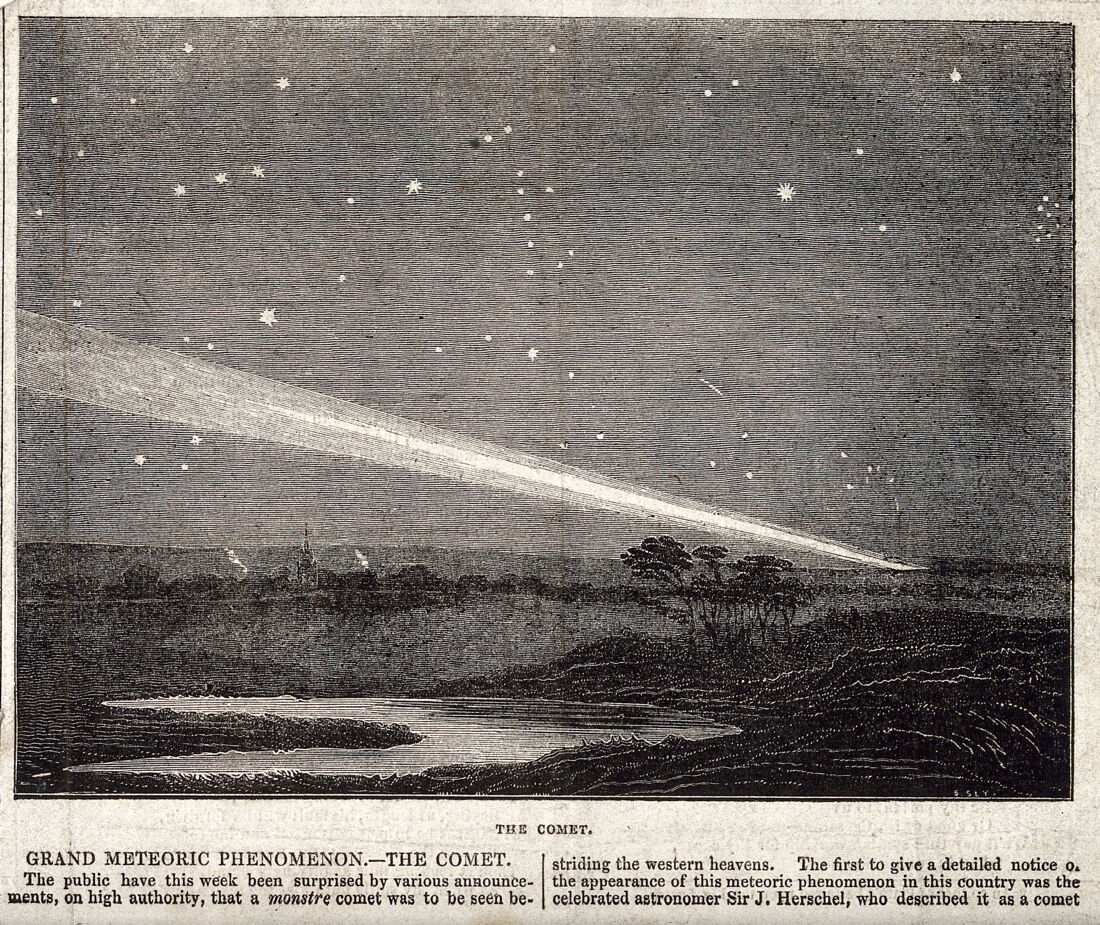 S. SLY.
THE COMET.
GRAND METEORIC PHENOMENON.—THE COMET.
The public have this week been surprised by various announce-
ments, on high authority, that a monstre comet was to be seen be-
striding the western heavens. The first to give a detailed notice o.
the appearance of this meteoric phenomenon in this country was the
celebrated astronomer Sir J. Herschel, who described it as a comet